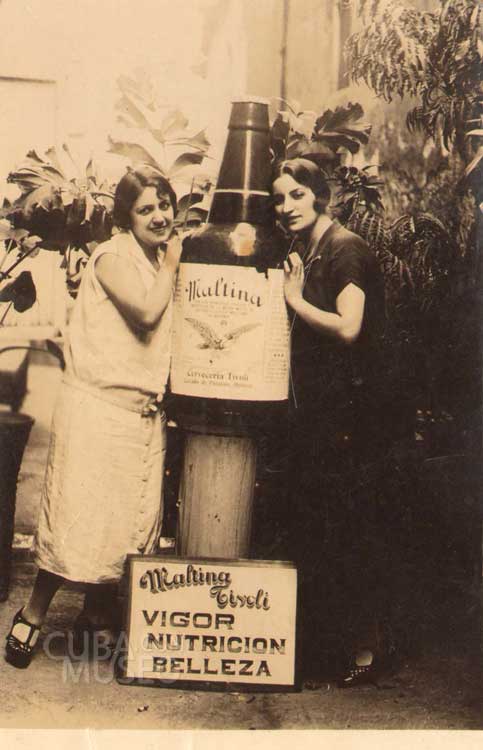 Maltina
Cervecería Tivoli
Maltina
Tivoli
VIGOR
NUTRICION
BELLEZA
CUBA
MUSEO